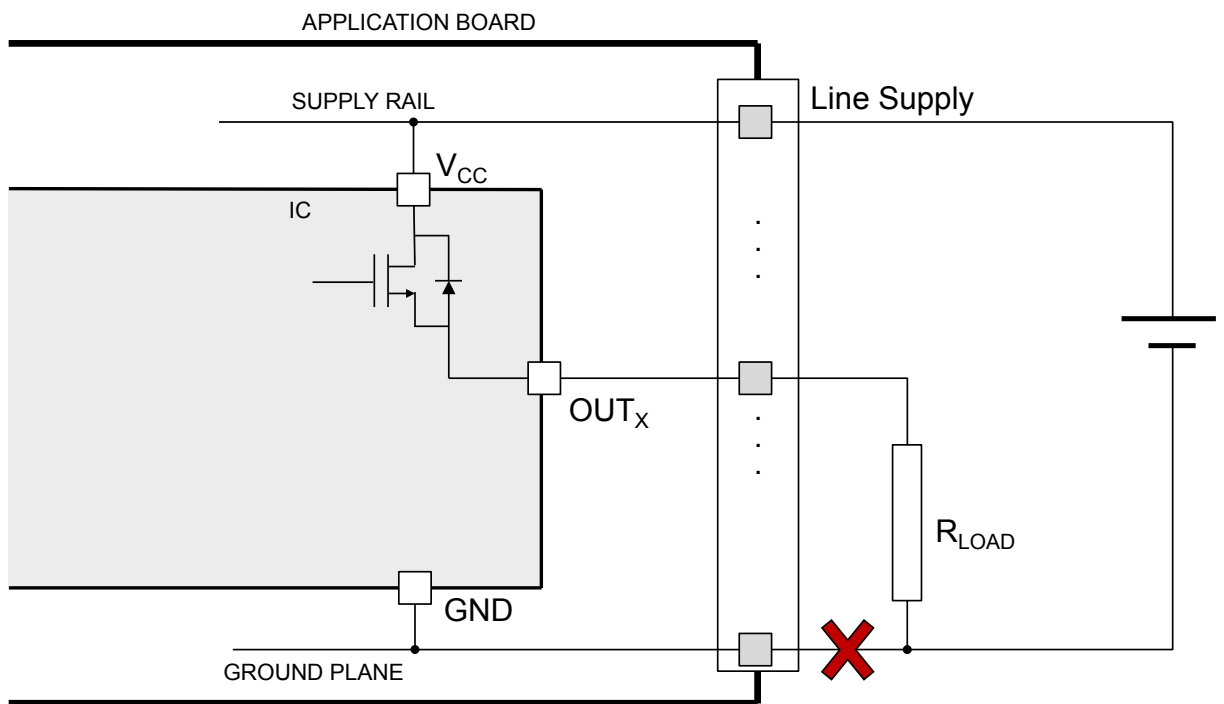 APPLICATION BOARD
SUPPLY RAIL
Line Supply
VCC
IC
OUTX
RLOAD
GND
GROUND PLANE